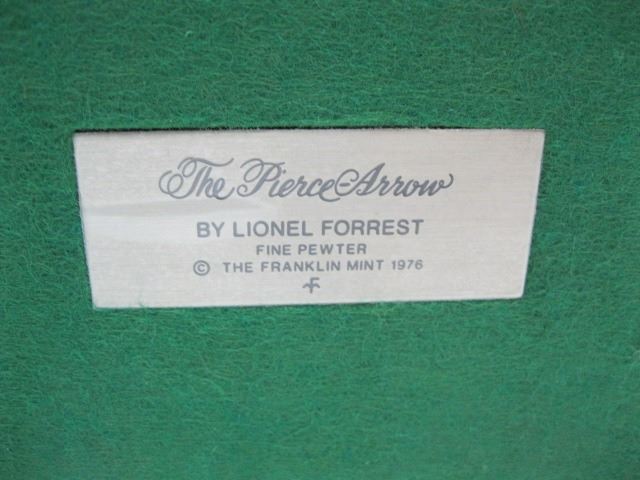 The Pierce-Arrow
BY LIONEL FORREST
FINE PEWTER
© THE FRANKLIN MINT 1976